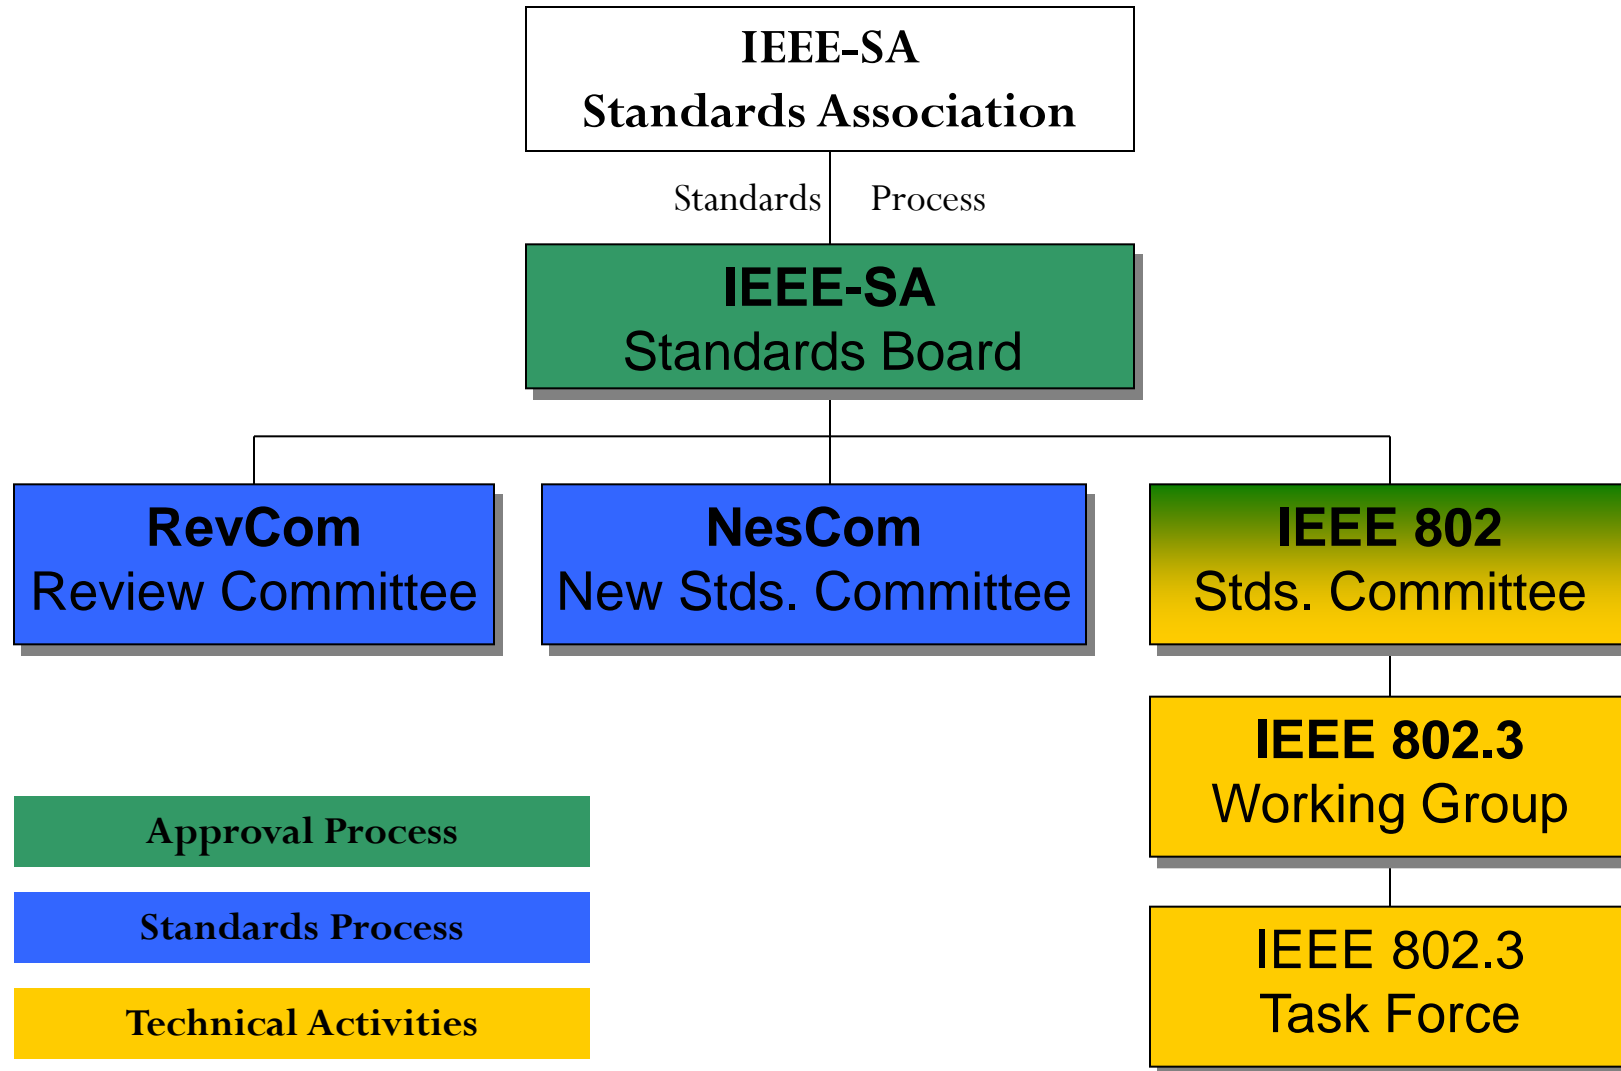 IEEE-SA
Standards Association
Standards Process
IEEE-SA
Standards Board
RevCom
Review Committee
NesCom
New Stds. Committee
IEEE 802
Stds. Committee
IEEE 802.3
Working Group
IEEE 802.3
Task Force
Approval Process
Standards Process
Technical Activities